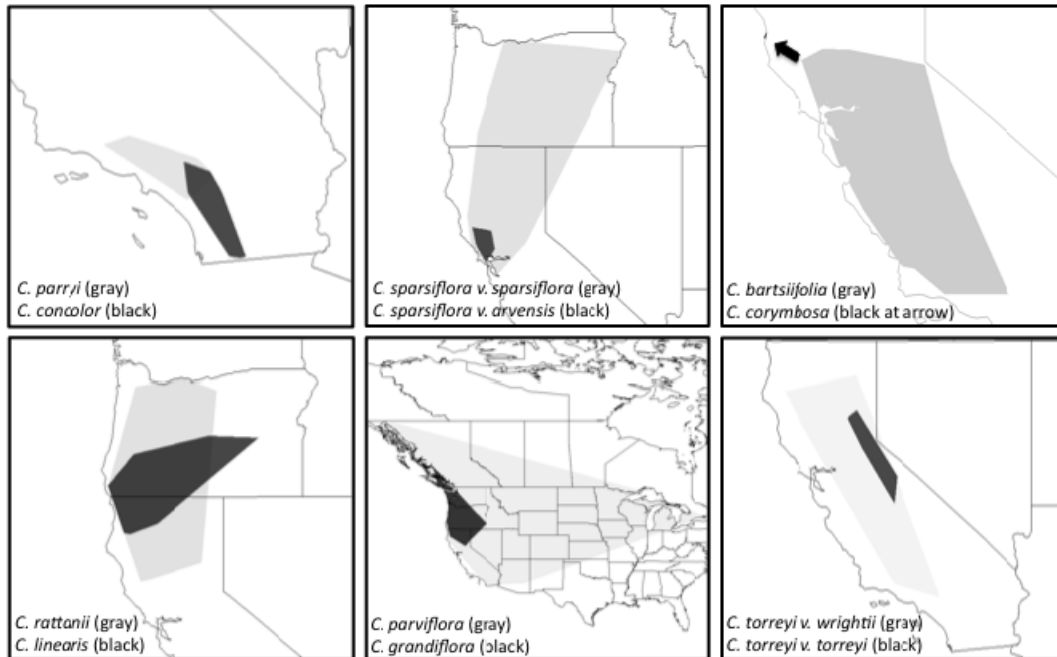 C. parryi (gray)
C. concolor (black)
C. sparsiflora v. sparsiflora (gray)
C. sparsiflora v. arvensis (black)
C. bartsiifolia (gray)
C. corymbosa (black at arrow)
C. rattanii (gray)
C. linearis (black)
C. parviflora (gray)
C. grandiflora (black)
C. torreyi v. wrightii (gray)
C. torreyi v. torreyi (black)